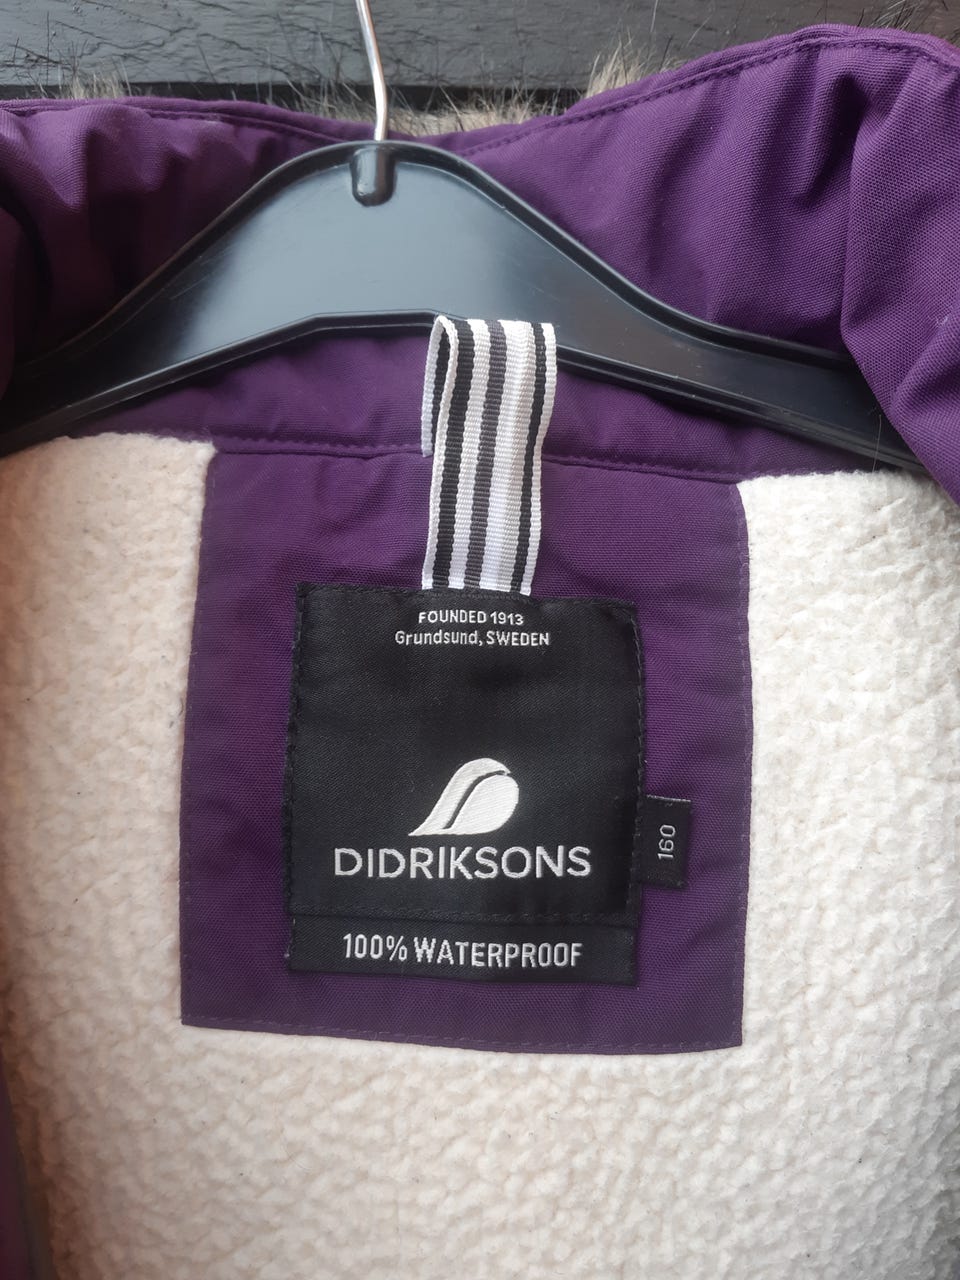 FOUNDED 1913
Grundsund, SWEDEN
DIDRIKSONS
160
100% WATERPROOF